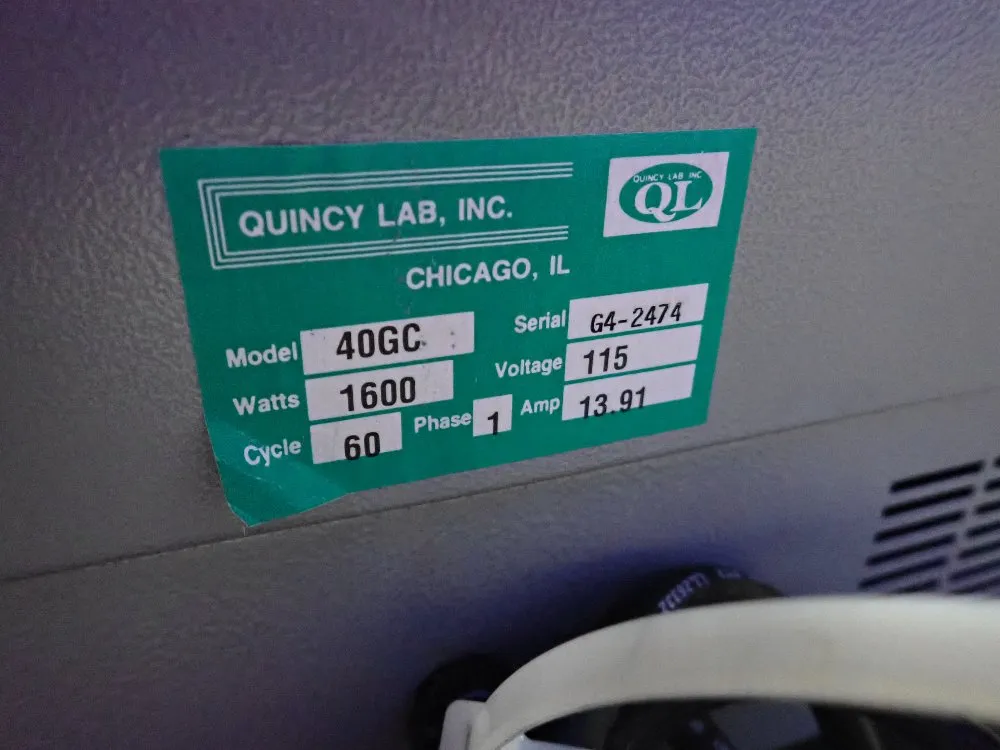 QUINCY LAB, INC.
QUINCY LAB INC
QL
CHICAGO, IL
Model 40GC Serial G4-2474
Watts 1600 Voltage 115
Cycle 60 Phase 1 Amp 13.91